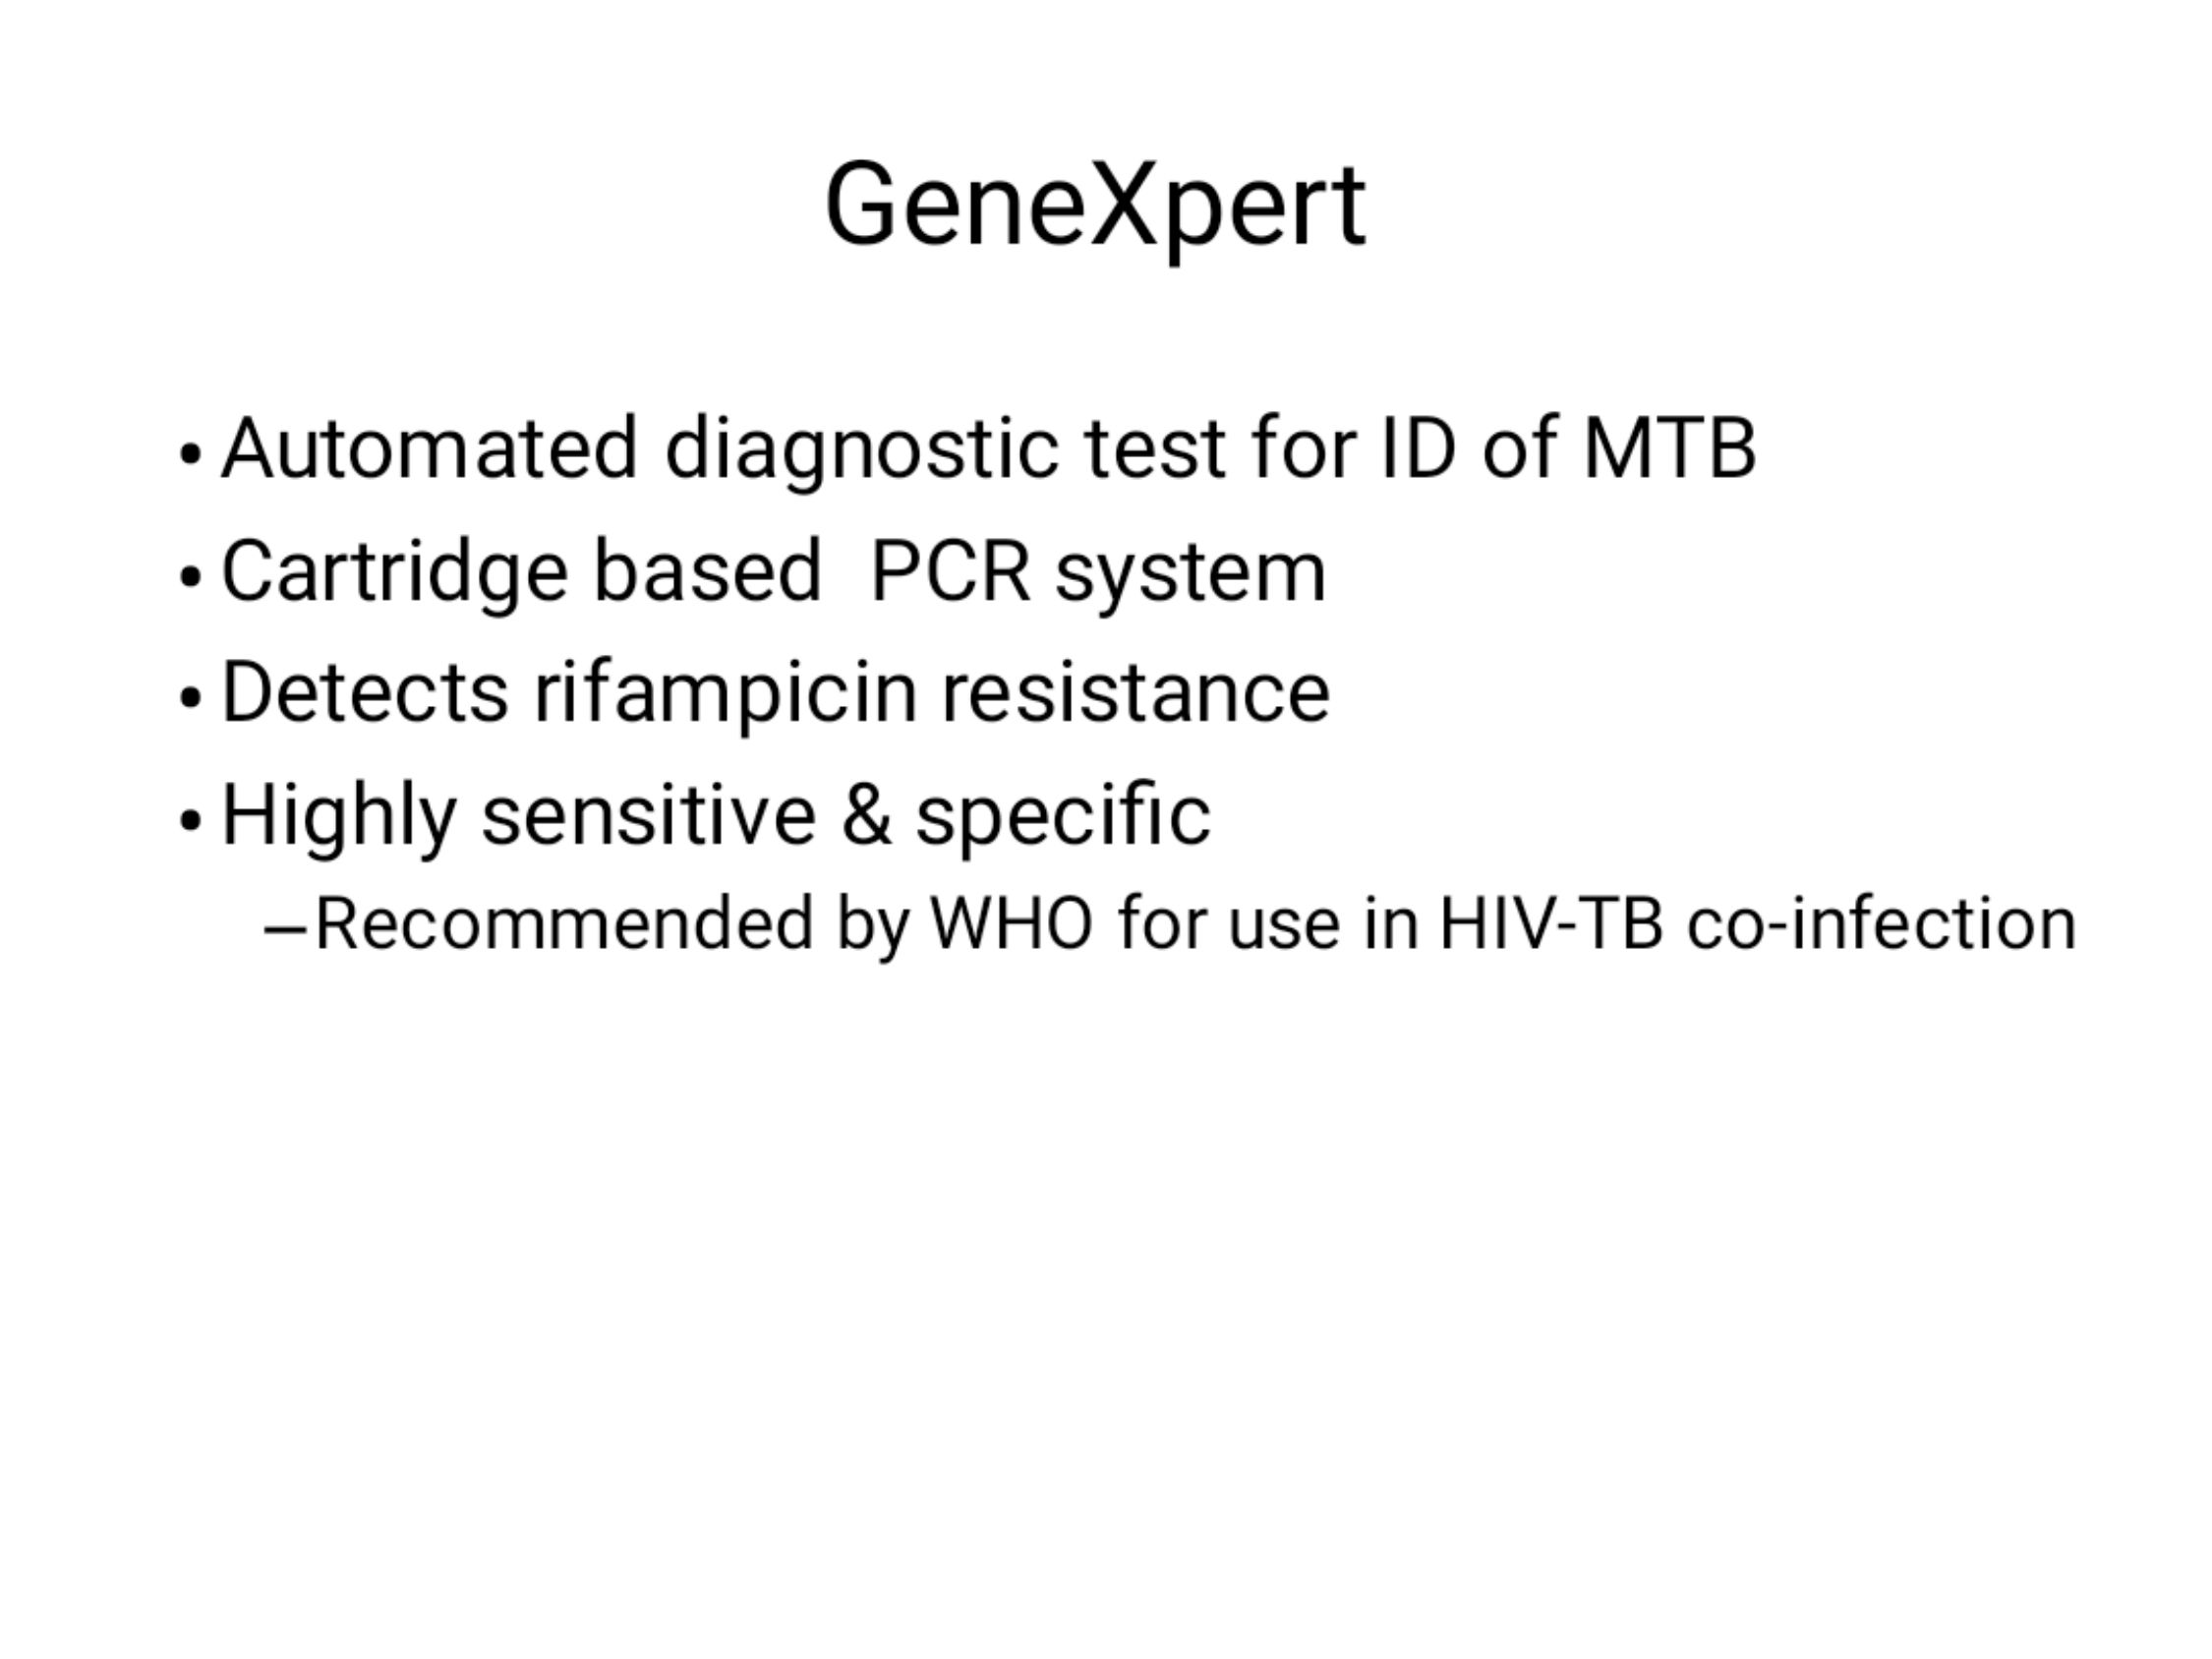 GeneXpert
• Automated diagnostic test for ID of MTB
• Cartridge based  PCR system
• Detects rifampicin resistance
• Highly sensitive & specific
–Recommended by WHO for use in HIV-TB co-infection